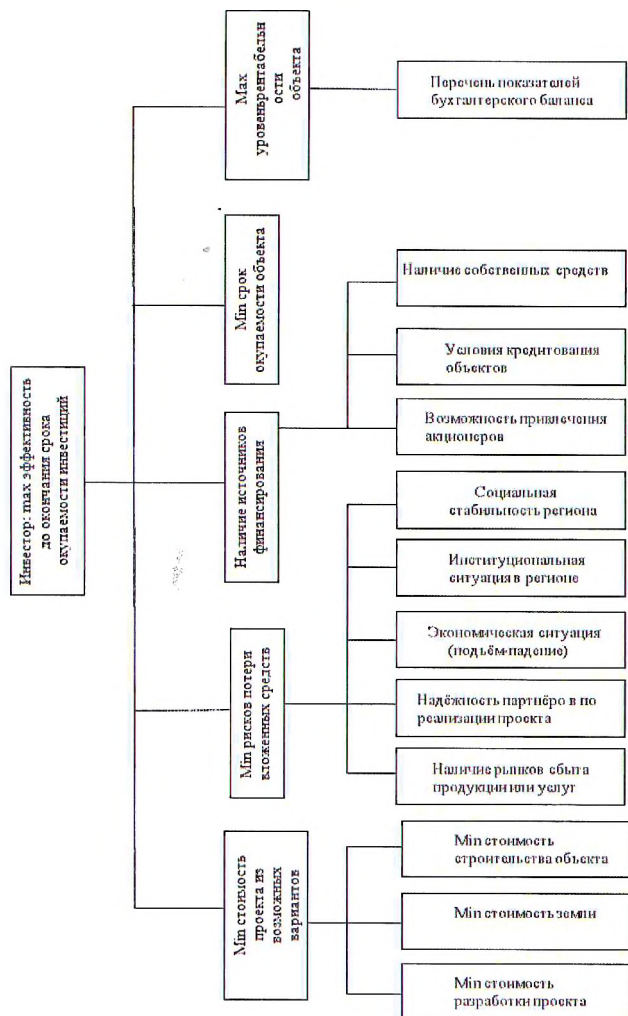 Инвестор: max эффективность
до окончания срока
окупаемости инвестиций
Min стоимость
проекта из
возможных
вариантов
Min рисков потери
вложенных средств
Наличие источников
финансирования
Min срок
окупаемости объекта
Max
уровеньрентабельн
ости
объекта
Min стоимость
разработки проекта
Min стоимость земли
Min стоимость
строительства объекта
Наличие рынков сбыта
продукции или услуг
Надёжность партнёро в по
реализации проекта
Экономическая ситуация
(подъём-падение)
Институциональная
ситуация в регионе
Социальная
стабильность региона
Возможность привлечения
акционеров
Условия кредитования
объектов
Наличие собственных средств
Перечень показателей
бухгалтерского баланса